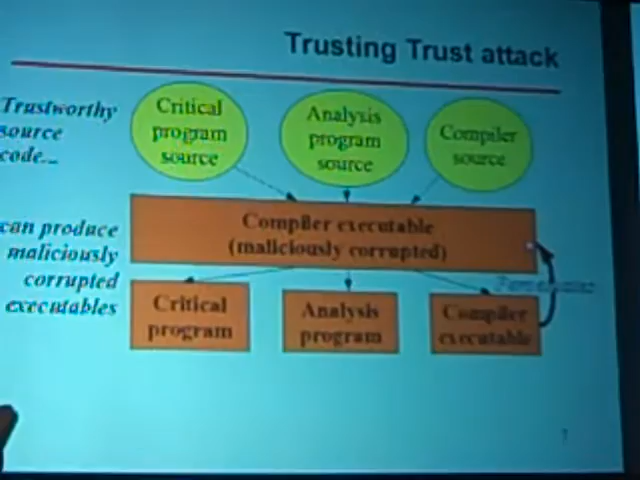 Trusting Trust attack
Trustworthy
source
code...
Critical
program
source
Analysis
program
source
Compiler
source
can produce
maliciously
corrupted
executables
Compiler executable
(maliciously corrupted)
Critical
program
Analysis
program
Compiler
executable
7